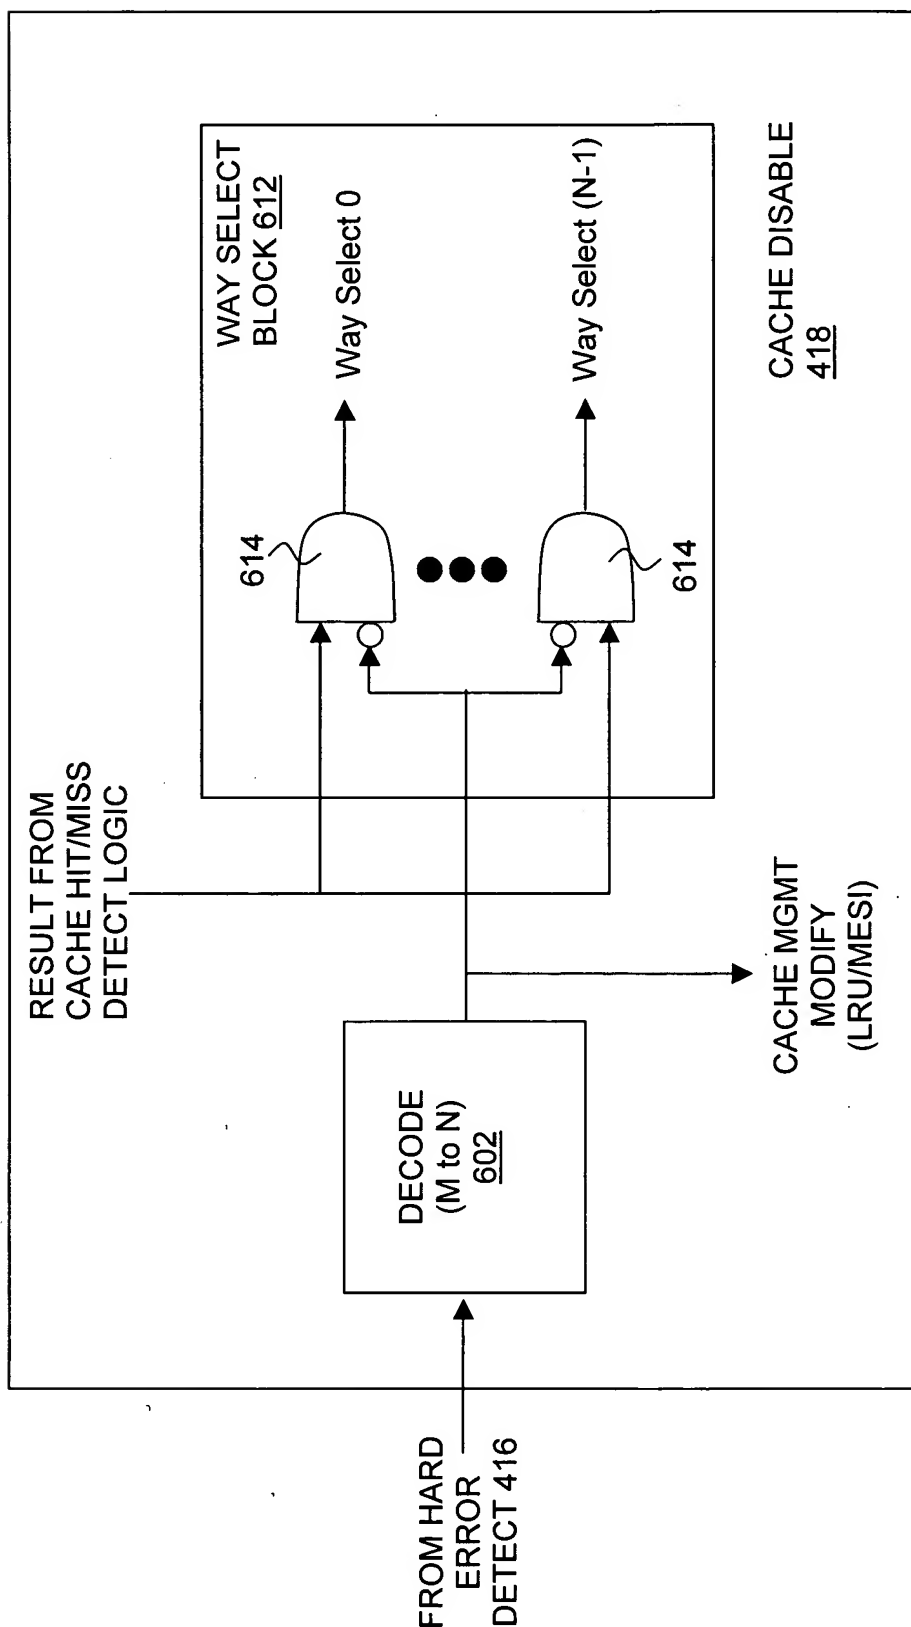 RESULT FROM
CACHE HIT/MISS
DETECT LOGIC
WAY SELECT
BLOCK 612
614
Way Select 0
614
Way Select (N-1)
FROM HARD
ERROR
DETECT 416
DECODE
(M to N)
602
CACHE MGMT
MODIFY
(LRU/MESI)
CACHE DISABLE
418